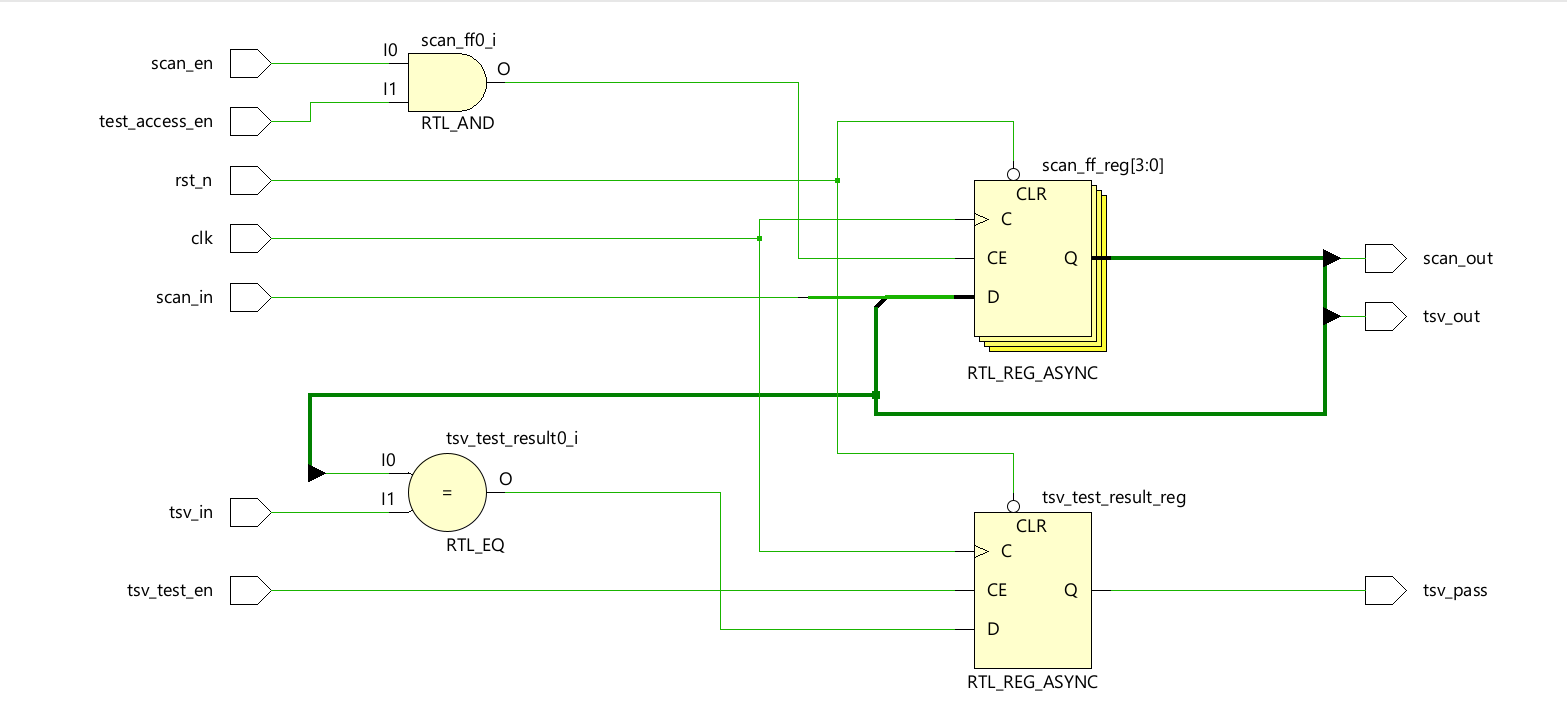 scan_ff0_i
scan_en
I0
O
I1
test_access_en
RTL_AND
rst_n
scan_ff_reg[3:0]
CLR
clk
C
CE
Q
scan_out
scan_in
D
tsv_out
RTL_REG_ASYNC
tsv_test_result0_i
I0
O
=
I1
tsv_in
RTL_EQ
tsv_test_result_reg
CLR
C
tsv_test_en
CE
Q
tsv_pass
D
RTL_REG_ASYNC